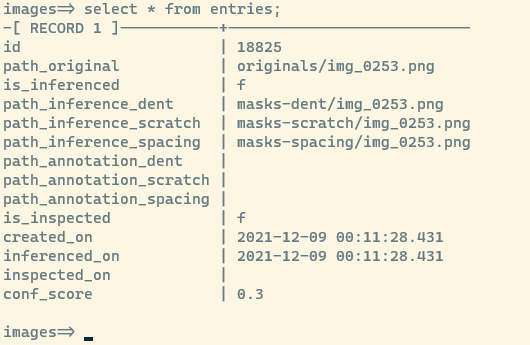 images=> select * from entries;
-[ RECORD 1 ]-----------+------------------------------
id | 18825
path_original | originals/img_0253.png
is_inferenced | f
path_inference_dent | masks-dent/img_0253.png
path_inference_scratch | masks-scratch/img_0253.png
path_inference_spacing | masks-spacing/img_0253.png
path_annotation_dent |
path_annotation_scratch |
path_annotation_spacing |
is_inspected | f
created_on | 2021-12-09 00:11:28.431
inferenced_on | 2021-12-09 00:11:28.431
inspected_on |
conf_score | 0.3
images=>